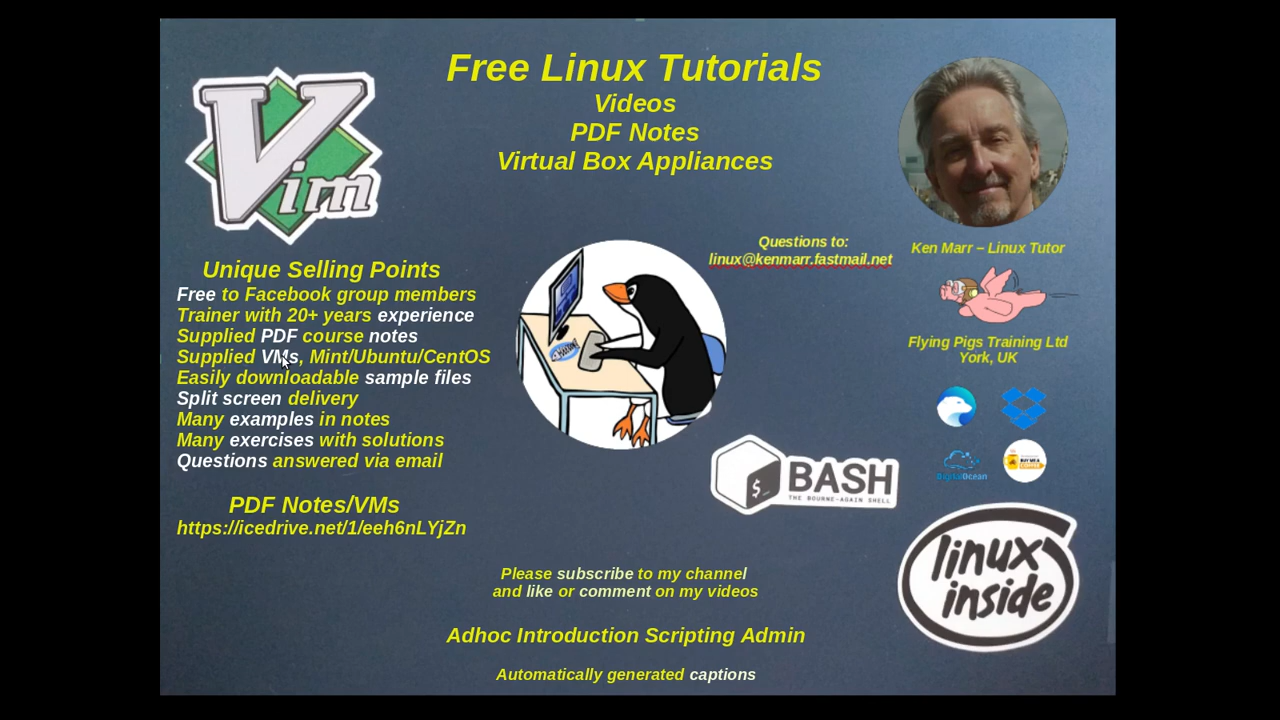 Vim
Free Linux Tutorials
Videos
PDF Notes
Virtual Box Appliances
Questions to:
linux@kenmarr.fastmail.net
Ken Marr – Linux Tutor
Flying Pigs Training Ltd
York, UK
Unique Selling Points
Free to Facebook group members
Trainer with 20+ years experience
Supplied PDF course notes
Supplied VMs, Mint/Ubuntu/CentOS
Easily downloadable sample files
Split screen delivery
Many examples in notes
Many exercises with solutions
Questions answered via email
PDF Notes/VMs
https://icedrive.net/1/eeh6nLYjZn
DigitalOcean
BUY ME A
COFFEE
$
BASH
THE BOURNE-AGAIN SHELL
linux
inside
Please subscribe to my channel
and like or comment on my videos
Adhoc Introduction Scripting Admin
Automatically generated captions